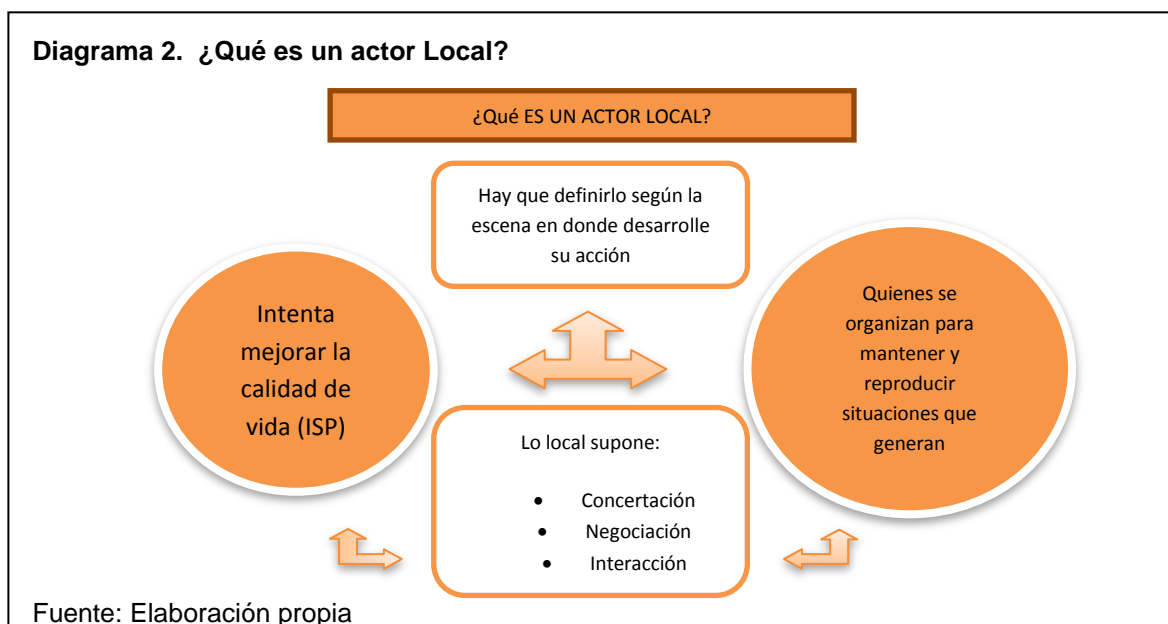 Diagrama 2.  ¿Qué es un actor Local?
¿Qué ES UN ACTOR LOCAL?
Hay que definirlo según la
escena en donde desarrolle
su acción
Intenta
mejorar la
calidad de
vida (ISP)
Quienes se
organizan para
mantener y
reproducir
situaciones que
generan
Lo local supone:
• Concertación
• Negociación
• Interacción
Fuente: Elaboración propia